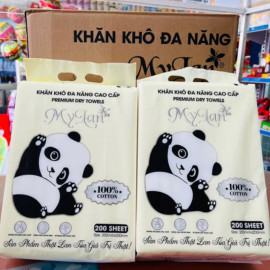 KHĂN KHÔ ĐA NĂNG
My Lan
KHĂN KHÔ ĐA NĂNG CAO CẤP
PREMIUM DRY TOWELS
My Lan
100%
COTTON
200 SHEET
Sản Phẩm Thật Lan Tỏa Giá Trị Thật!
KHĂN KHÔ ĐA NĂNG CAO CẤP
PREMIUM DRY TOWELS
My Lan
100%
COTTON
200 SHEET
Sản Phẩm Thật Lan Tỏa Giá Trị Thật!